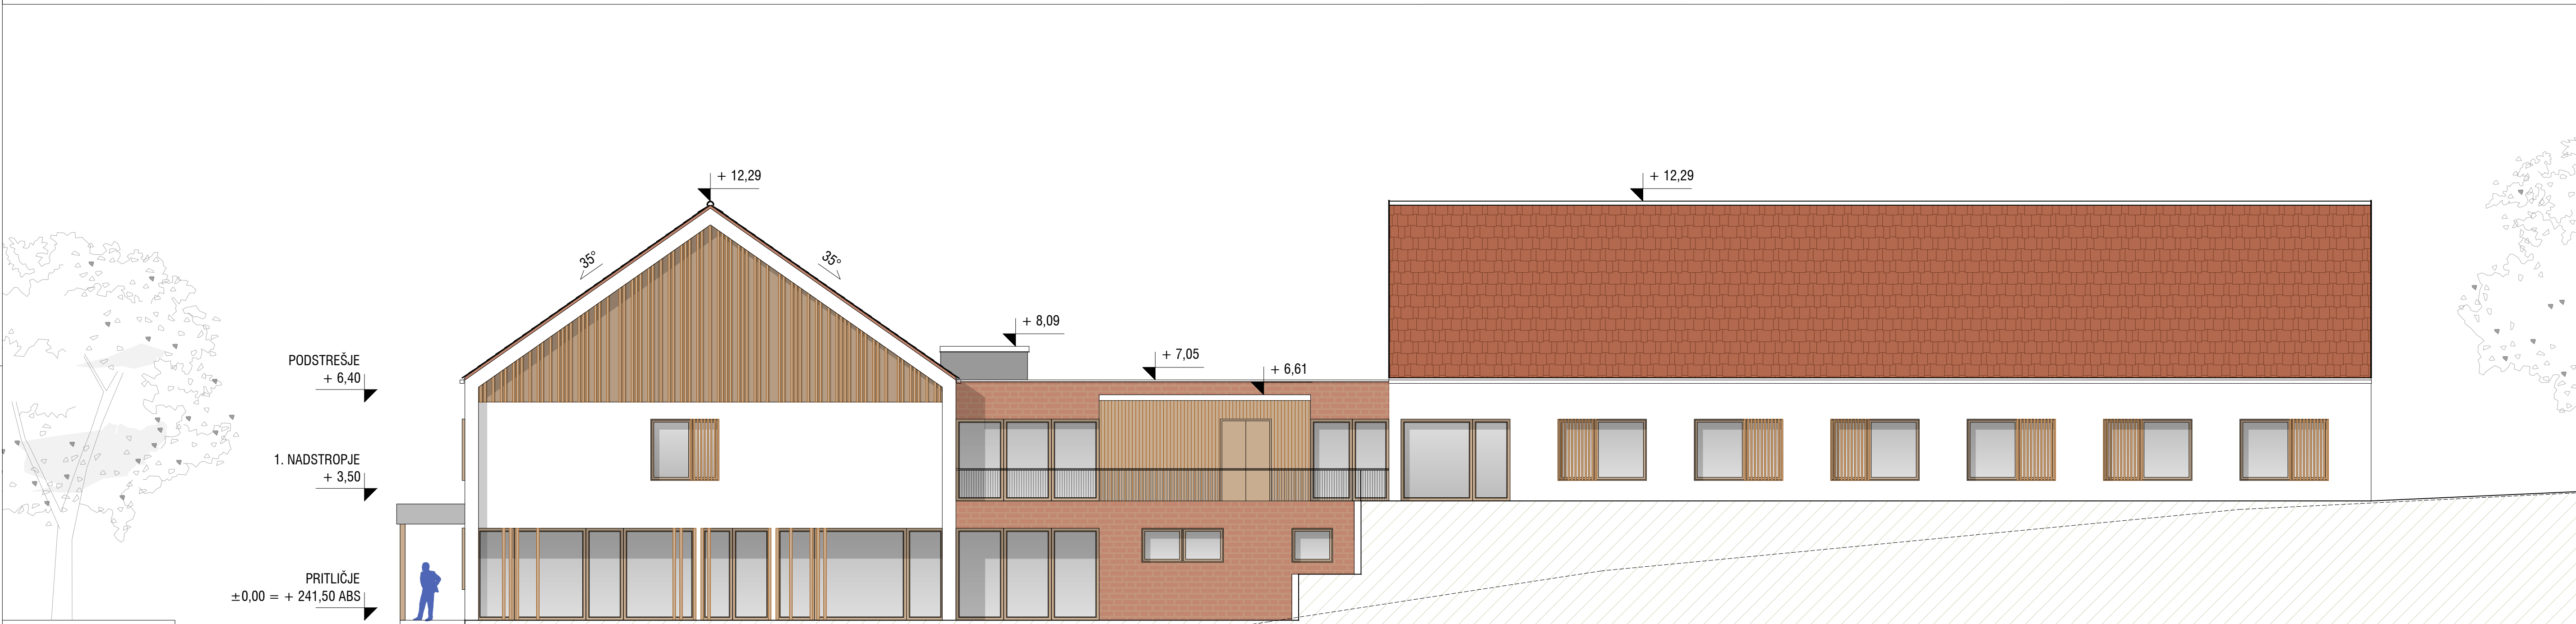 + 12,29
+ 12,29
35°
35°
+ 8,09
+ 7,05
+ 6,61
PODSTREŠJE
+ 6,40
1. NADSTROPJE
+ 3,50
PRITLIČJE
±0,00 = + 241,50 ABS